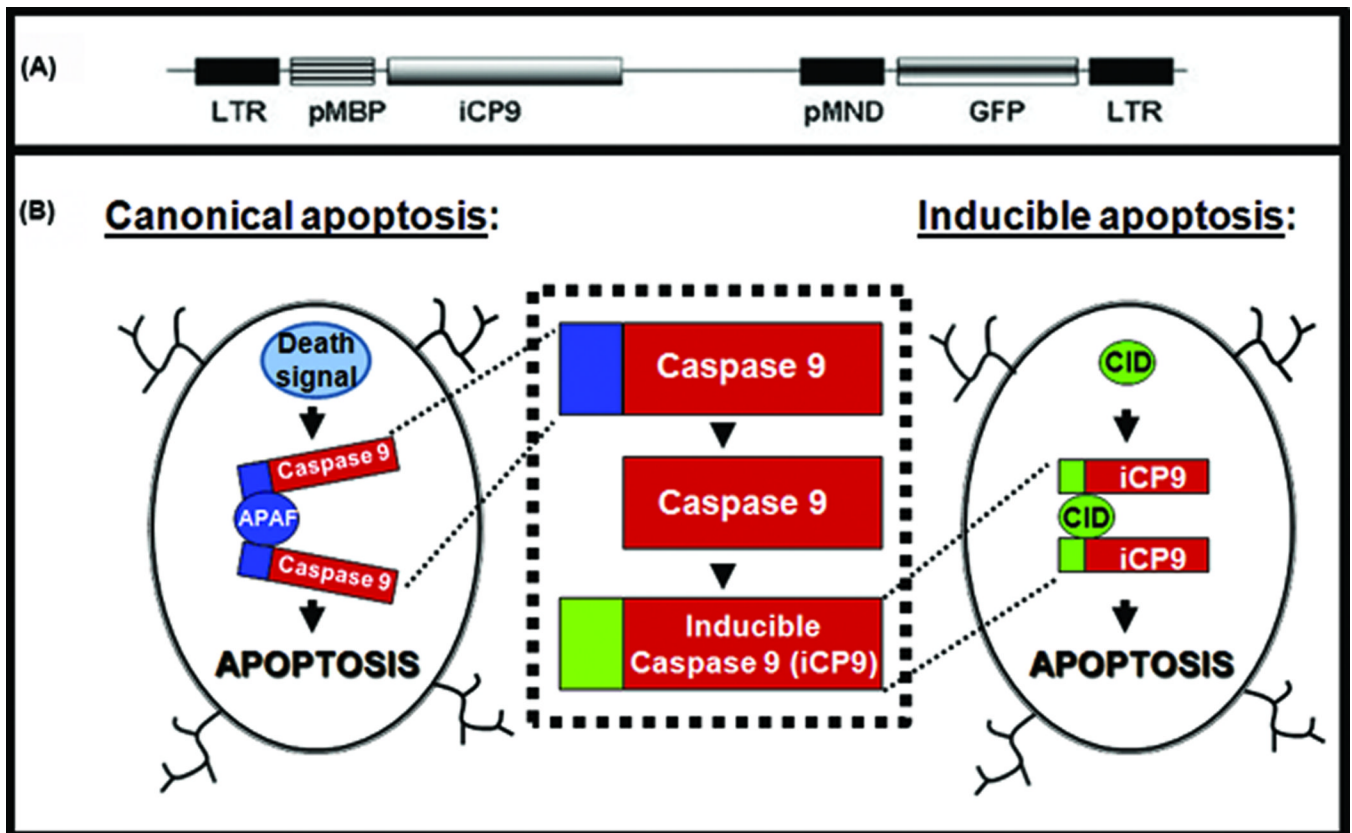 (A)
LTR pMBP iCP9 pMND GFP LTR
(B)
Canonical apoptosis:
Inducible apoptosis:
Death
signal
Caspase 9
APAF
Caspase 9
APOPTOSIS
Caspase 9
Caspase 9
Inducible
Caspase 9 (iCP9)
CID
iCP9
CID
iCP9
APOPTOSIS